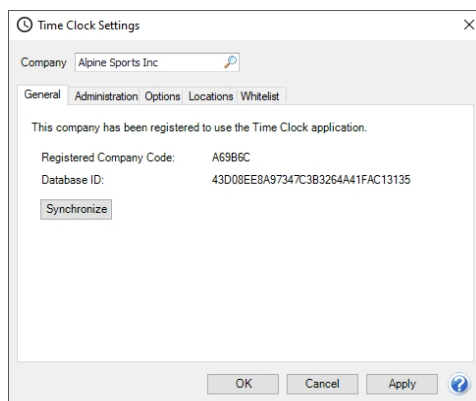 Time Clock Settings
Company Alpine Sports Inc
General Administration Options Locations Whitelist
This company has been registered to use the Time Clock application.
Registered Company Code: A69B6C
Database ID: 43D08EE8A97347C3B3264A41FAC13135
Synchronize
OK Cancel Apply ?